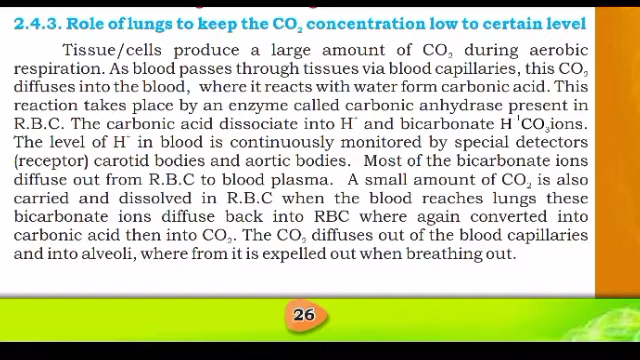 2.4.3. Role of lungs to keep the CO₂ concentration low to certain level
Tissue/cells produce a large amount of CO₂ during aerobic
respiration. As blood passes through tissues via blood capillaries, this CO₂
diffuses into the blood, where it reacts with water form carbonic acid. This
reaction takes place by an enzyme called carbonic anhydrase present in
R.B.C. The carbonic acid dissociate into H⁻ and bicarbonate H⁺CO₃ions.
The level of H⁻ in blood is continuously monitored by special detectors
(receptor) carotid bodies and aortic bodies. Most of the bicarbonate ions
diffuse out from R.B.C to blood plasma. A small amount of CO₂ is also
carried and dissolved in R.B.C when the blood reaches lungs these
bicarbonate ions diffuse back into RBC where again converted into
carbonic acid then into CO₂. The CO₂ diffuses out of the blood capillaries
and into alveoli, where from it is expelled out when breathing out.
26